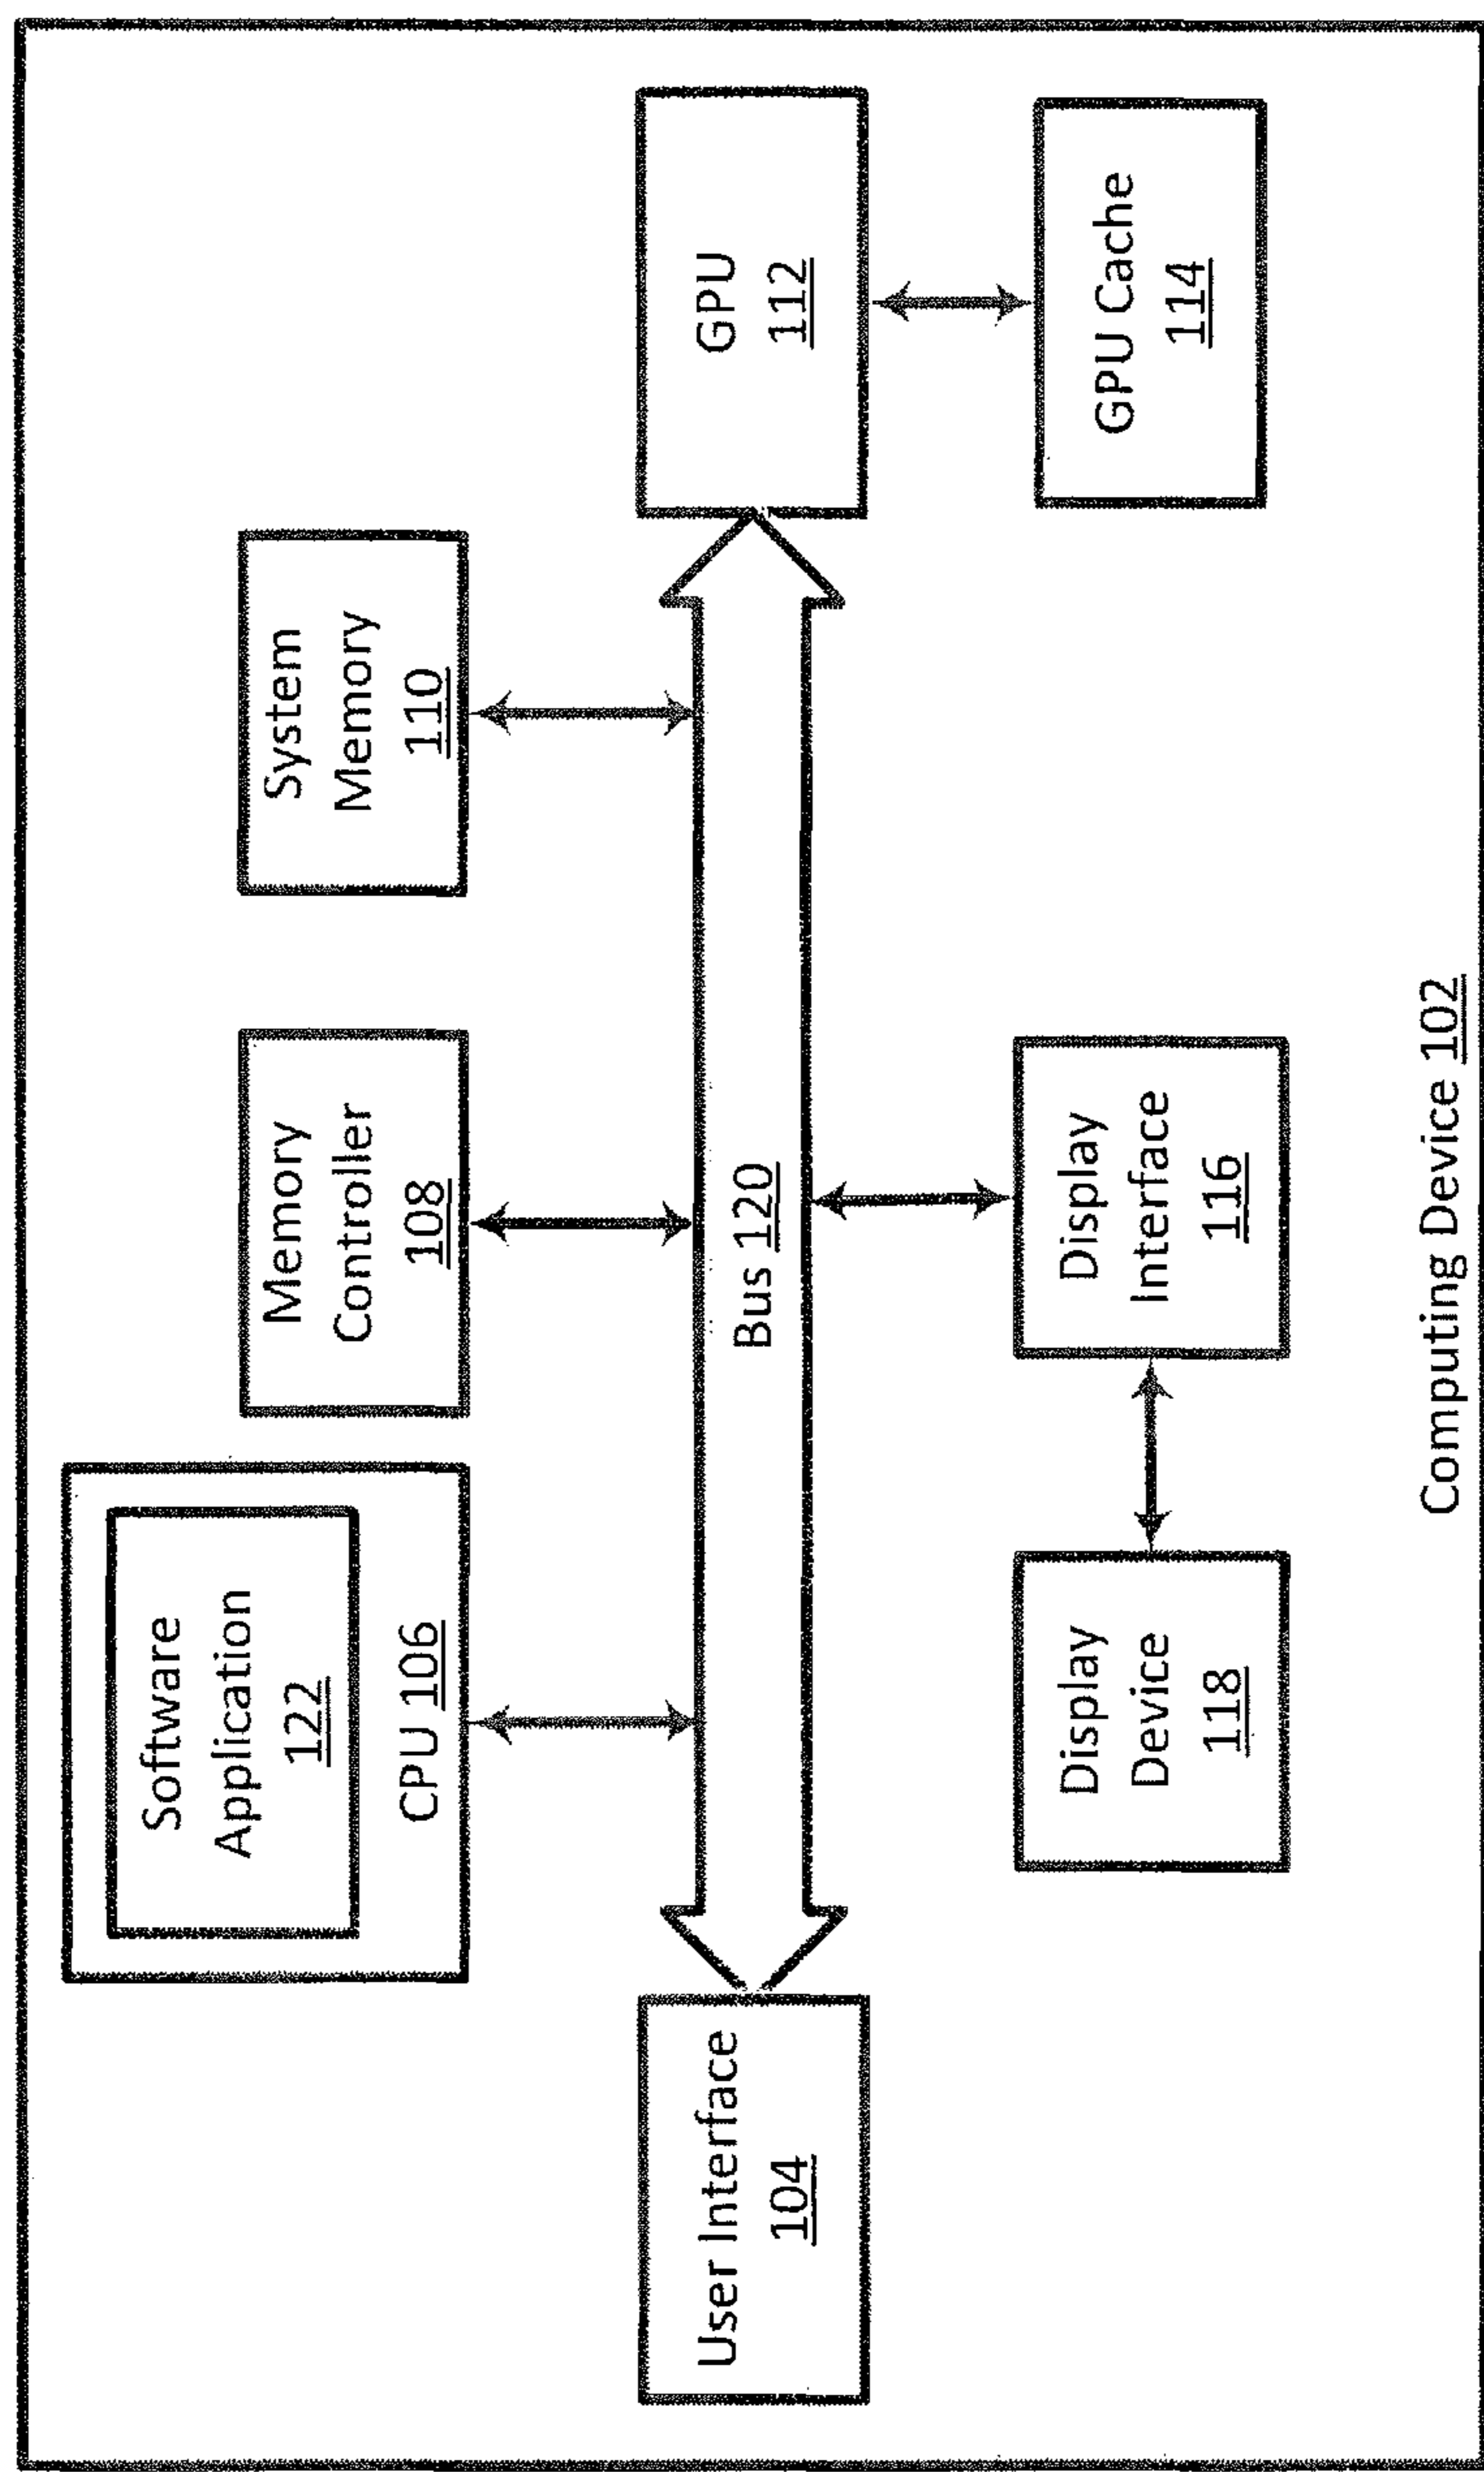 Software
Application
122
CPU 106
Memory
Controller
108
System
Memory
110
User Interface
104
Bus 120
GPU
112
Display
Device
118
Display
Interface
116
GPU Cache
114
Computing Device 102